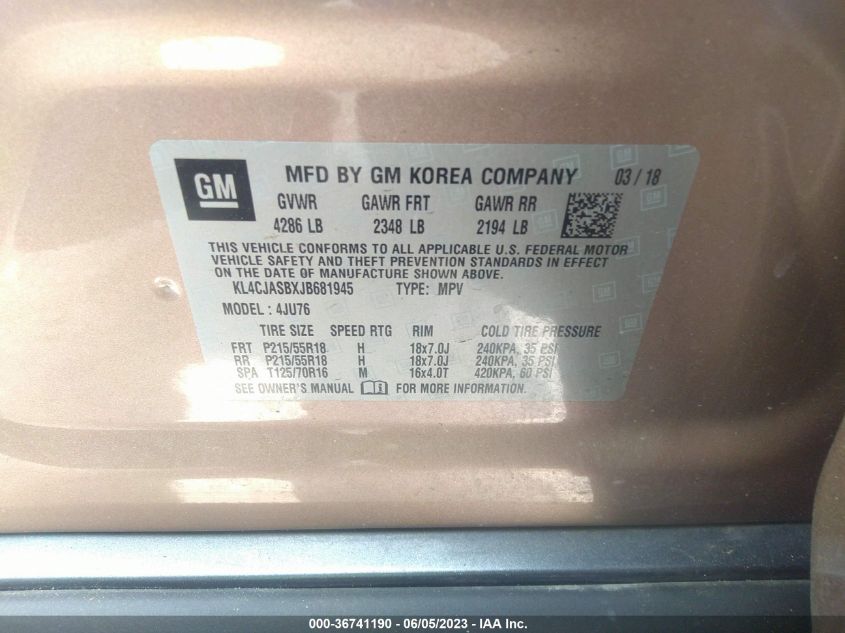 GM
MFD BY GM KOREA COMPANY 03 / 18
GVWR GAWR FRT GAWR RR
4286 LB 2348 LB 2194 LB
THIS VEHICLE CONFORMS TO ALL APPLICABLE U.S. FEDERAL MOTOR
VEHICLE SAFETY AND THEFT PREVENTION STANDARDS IN EFFECT
ON THE DATE OF MANUFACTURE SHOWN ABOVE.
KL4CJASBXJB681945 TYPE: MPV
MODEL : 4JU76
TIRE SIZE SPEED RTG RIM COLD TIRE PRESSURE
FRT P215/55R18 H 18x7.0J 240KPA, 35 PSI
RR P215/55R18 H 18x7.0J 240KPA, 35 PSI
SPA T125/70R16 M 16x4.0T 420KPA, 60 PSI
SEE OWNER'S MANUAL FOR MORE INFORMATION.
000-36741190 - 06/05/2023 - IAA Inc.